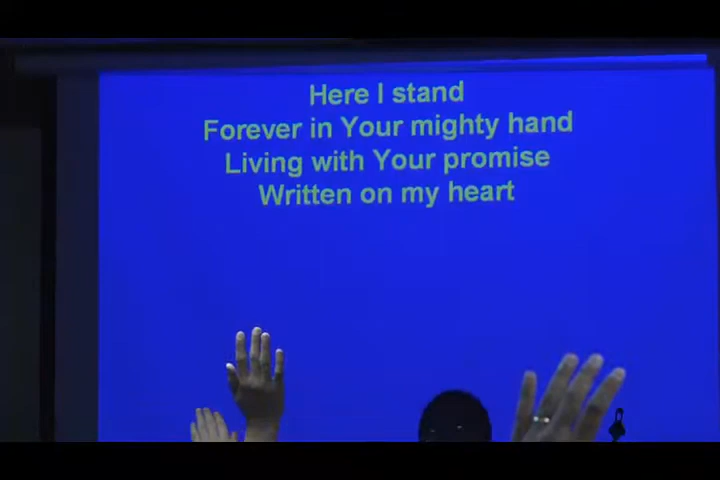 Here I stand
Forever in Your mighty hand
Living with Your promise
Written on my heart